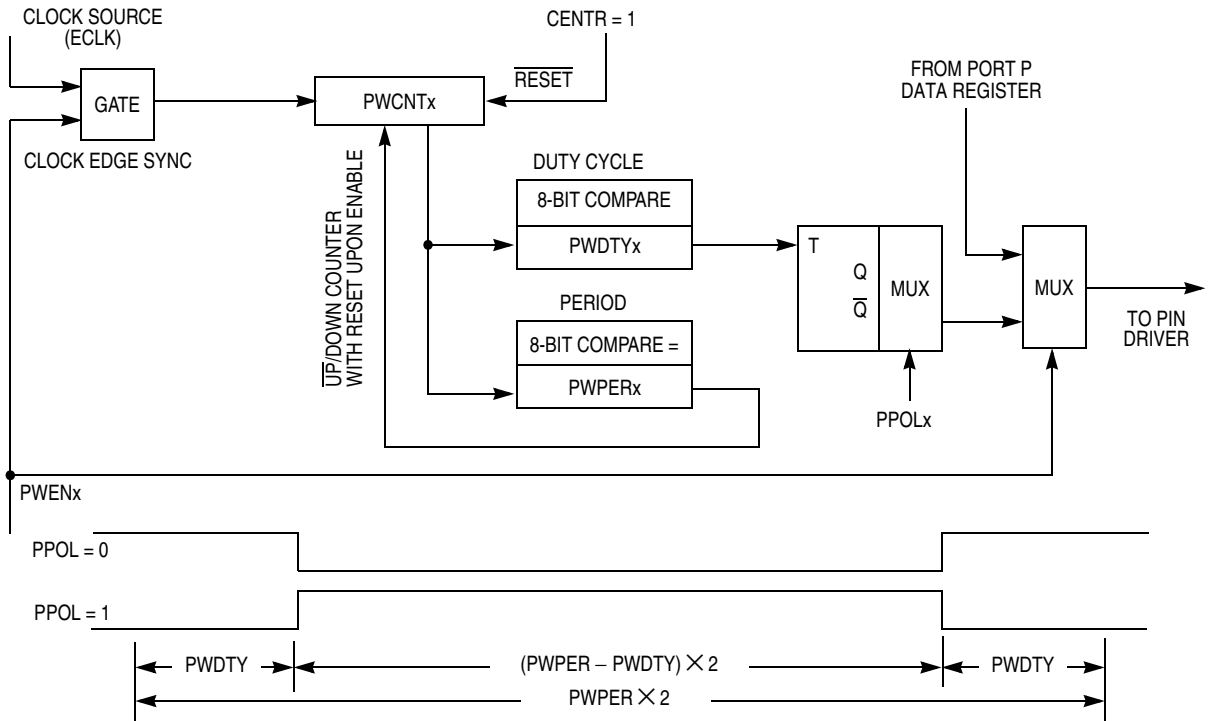 CLOCK SOURCE
(ECLK)
CENTR = 1
RESET
FROM PORT P
DATA REGISTER
GATE
PWCNTx
CLOCK EDGE SYNC
UP/DOWN COUNTER
WITH RESET UPON ENABLE
DUTY CYCLE
8-BIT COMPARE
PWDTYx
T
Q
Q
MUX
MUX
PERIOD
8-BIT COMPARE =
PWPERx
TO PIN
DRIVER
PPOLx
PWENx
PPOL = 0
PPOL = 1
PWDTY
(PWPER – PWDTY) × 2
PWDTY
PWPER × 2